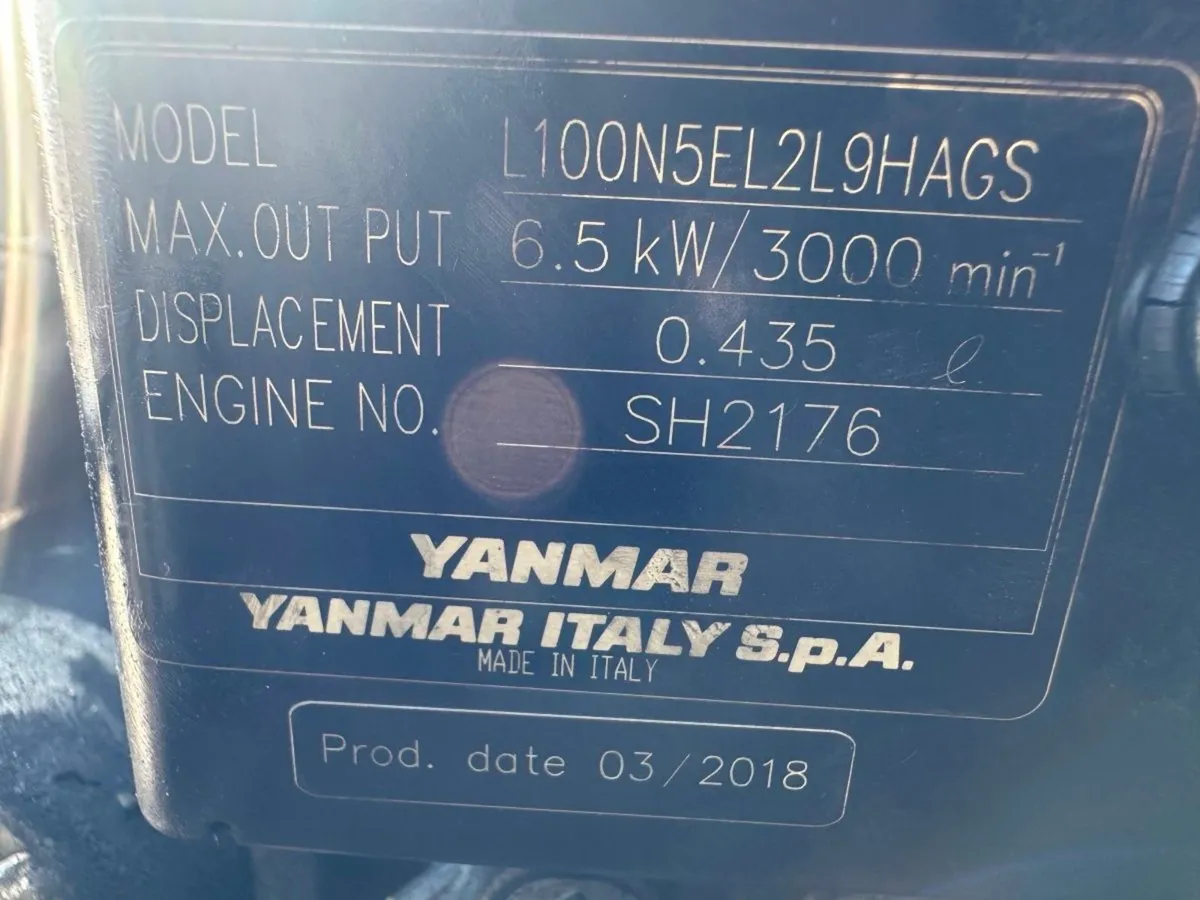 MODEL L100N5EL2L9HAGS
MAX.OUT PUT 6.5 kW/3000 min⁻¹
DISPLACEMENT 0.435 ℓ
ENGINE NO. SH2176
YANMAR
YANMAR ITALY S.p.A.
MADE IN ITALY
Prod. date 03/2018